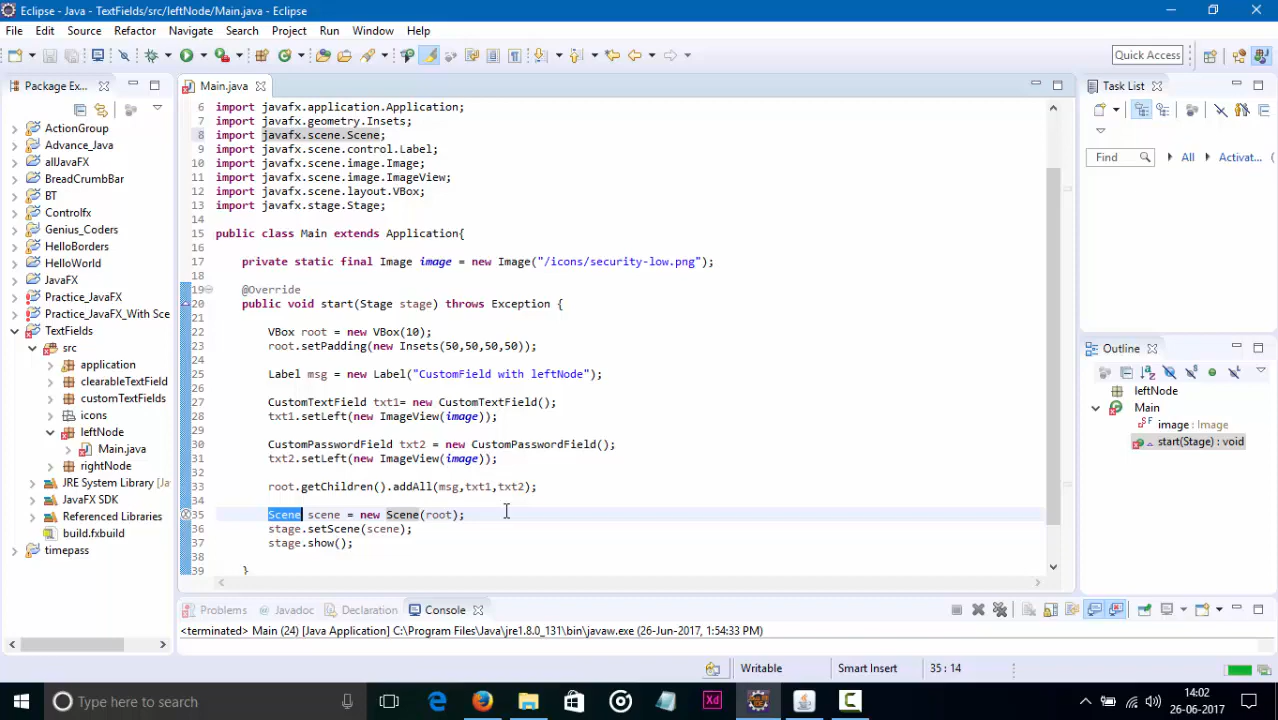 Eclipse - Java - TextFields/src/leftNode/Main.java - Eclipse
File Edit Source Refactor Navigate Search Project Run Window Help
Quick Access
Package Ex...
Main.java
Task List
6 import javafx.application.Application;
7 import javafx.geometry.Insets;
8 import javafx.scene.Scene;
9 import javafx.scene.control.Label;
10 import javafx.scene.image.Image;
11 import javafx.scene.image.ImageView;
12 import javafx.scene.layout.VBox;
13 import javafx.stage.Stage;
14
15 public class Main extends Application{
16
17 private static final Image image = new Image("/icons/security-low.png");
18
19 @Override
20 public void start(Stage stage) throws Exception {
21
22 VBox root = new VBox(10);
23 root.setPadding(new Insets(50,50,50,50));
24
25 Label msg = new Label("CustomField with leftNode");
26
27 CustomTextField txt1= new CustomTextField();
28 txt1.setLeft(new ImageView(image));
29
30 CustomPasswordField txt2 = new CustomPasswordField();
31 txt2.setLeft(new ImageView(image));
32
33 root.getChildren().addAll(msg,txt1,txt2);
34
35 Scene scene = new Scene(root);
36 stage.setScene(scene);
37 stage.show();
38
39 }
ActionGroup
Advance_Java
allJavaFX
BreadCrumbBar
BT
Controlfx
Genius_Coders
HelloBorders
HelloWorld
JavaFX
Practice_JavaFX
Practice_JavaFX_With Sce
TextFields
src
application
clearableTextField
customTextFields
icons
leftNode
Main.java
rightNode
JRE System Library [J
JavaFX SDK
Referenced Libraries
build.fxbuild
timepass
Find All Activat...
Outline
leftNode
Main
image : Image
start(Stage) : void
Problems Javadoc Declaration Console
<terminated> Main (24) [Java Application] C:\Program Files\Java\jre1.8.0_131\bin\javaw.exe (26-Jun-2017, 1:54:33 PM)
Writable Smart Insert 35 : 14
Type here to search
Xd
14:02
26-06-2017